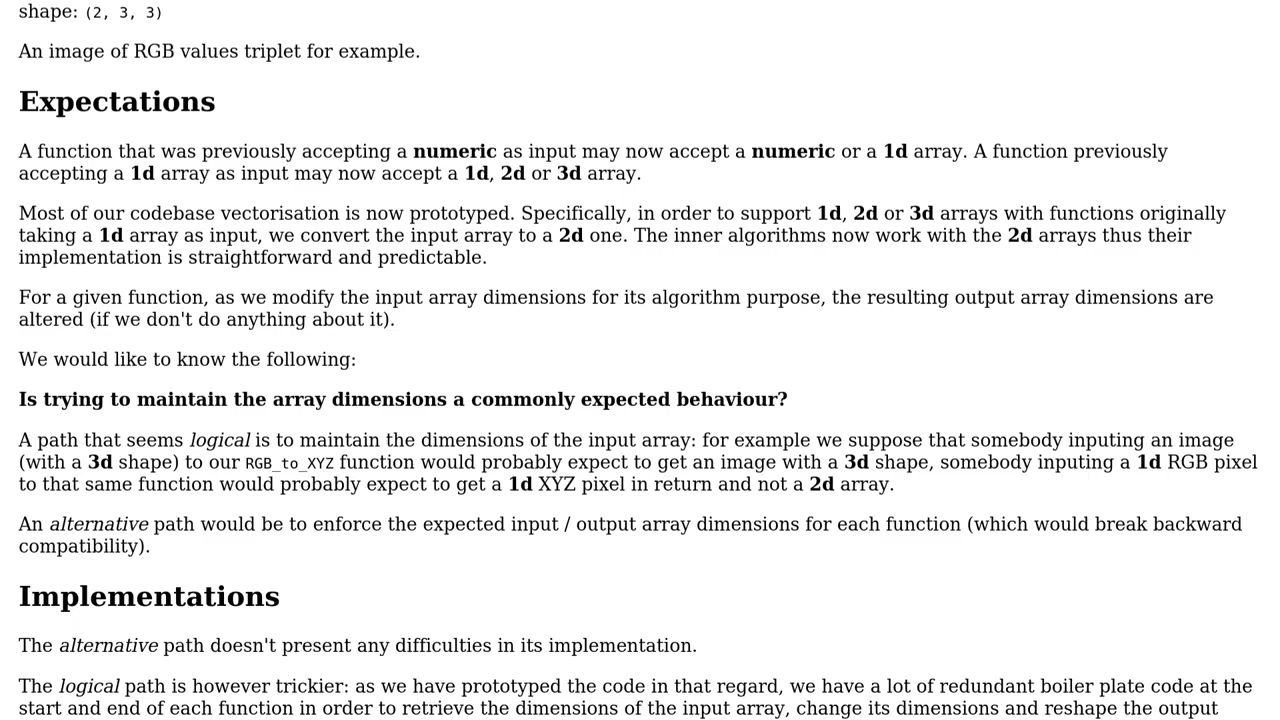 shape: (2, 3, 3)
An image of RGB values triplet for example.
Expectations
A function that was previously accepting a numeric as input may now accept a numeric or a 1d array. A function previously
accepting a 1d array as input may now accept a 1d, 2d or 3d array.
Most of our codebase vectorisation is now prototyped. Specifically, in order to support 1d, 2d or 3d arrays with functions originally
taking a 1d array as input, we convert the input array to a 2d one. The inner algorithms now work with the 2d arrays thus their
implementation is straightforward and predictable.
For a given function, as we modify the input array dimensions for its algorithm purpose, the resulting output array dimensions are
altered (if we don't do anything about it).
We would like to know the following:
Is trying to maintain the array dimensions a commonly expected behaviour?
A path that seems logical is to maintain the dimensions of the input array: for example we suppose that somebody inputing an image
(with a 3d shape) to our RGB_to_XYZ function would probably expect to get an image with a 3d shape, somebody inputing a 1d RGB pixel
to that same function would probably expect to get a 1d XYZ pixel in return and not a 2d array.
An alternative path would be to enforce the expected input / output array dimensions for each function (which would break backward
compatibility).
Implementations
The alternative path doesn't present any difficulties in its implementation.
The logical path is however trickier: as we have prototyped the code in that regard, we have a lot of redundant boiler plate code at the
start and end of each function in order to retrieve the dimensions of the input array, change its dimensions and reshape the output